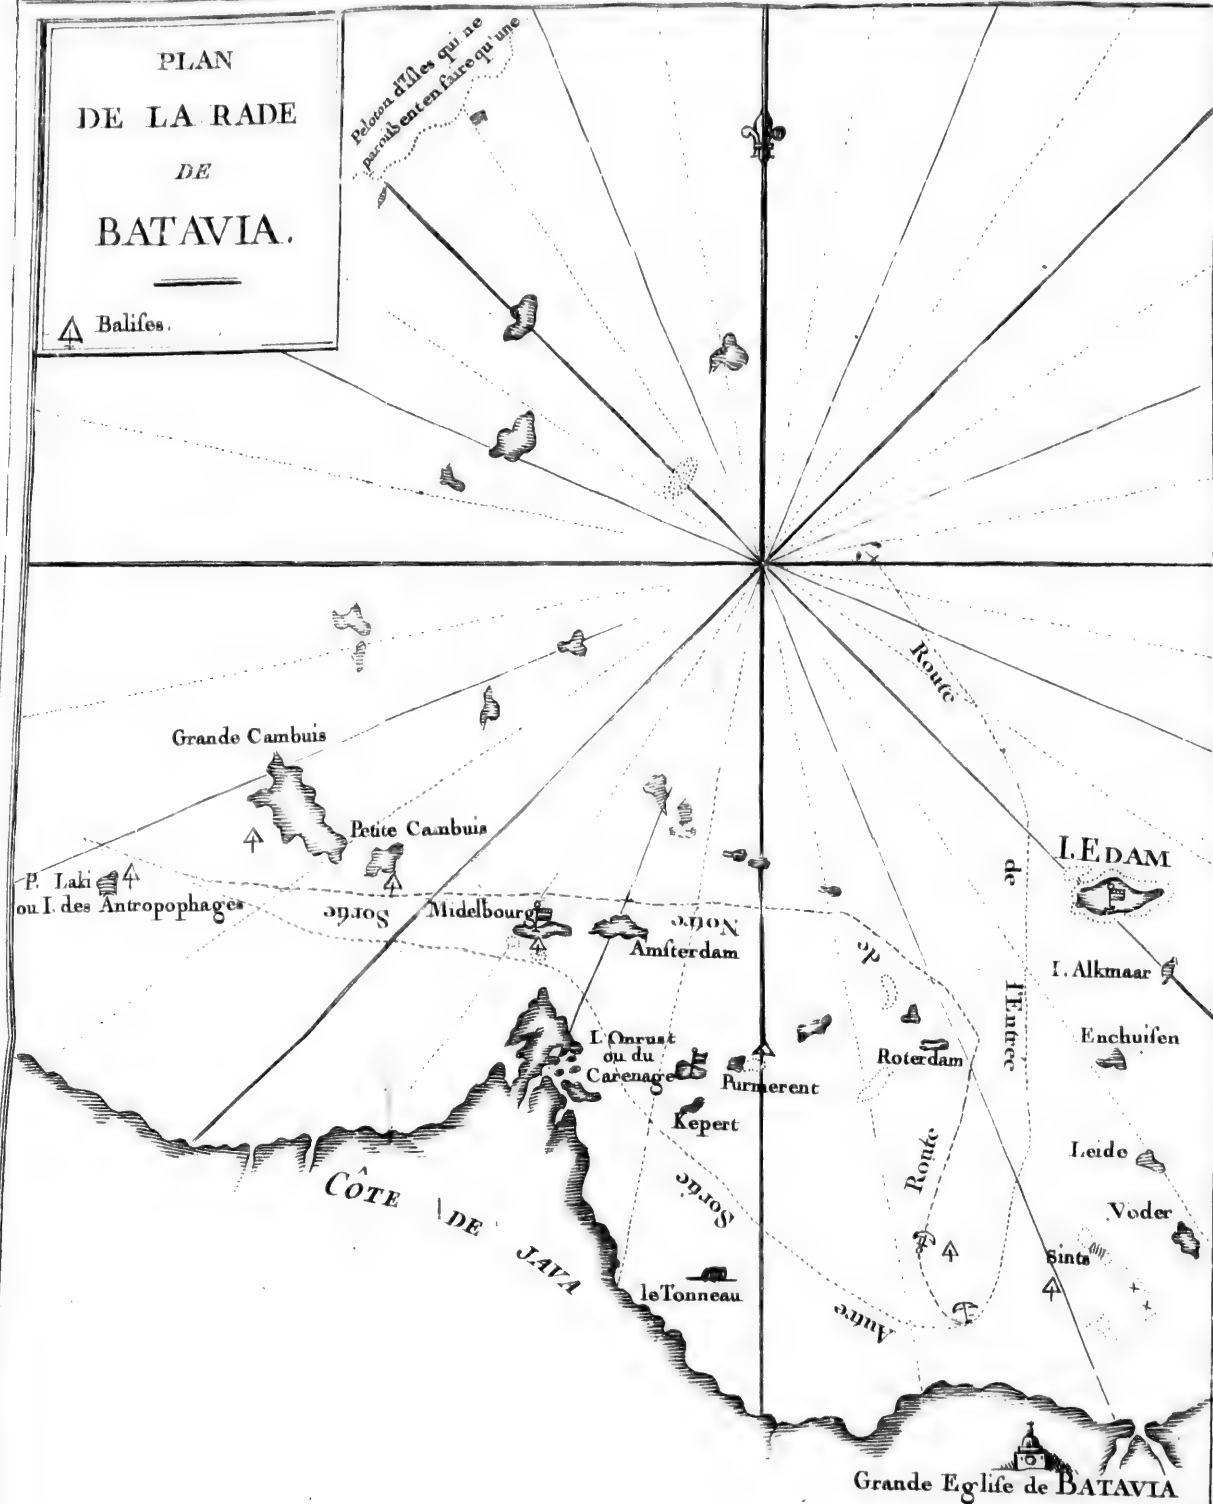 PLAN
DE LA RADE
DE
BATAVIA.
Baliſes.
Peloton d'Iſles qui ne
paroiſsent en faire qu'une
Route
de
l'Entrée
Grande Cambuis
Petite Cambuis
P. Laki
ou I. des Antropophages
Sortie
Midelbourg
Amſterdam
Notre
de
Route
I. EDAM
I. Alkmaar
Enchuiſen
Roterdam
L'Onrust
ou du
Carenage
Purmerent
Kepert
Leide
Voder
Sints
Sortie
Autre
le Tonneau
CÔTE DE JAVA
Grande Egliſe de BATAVIA